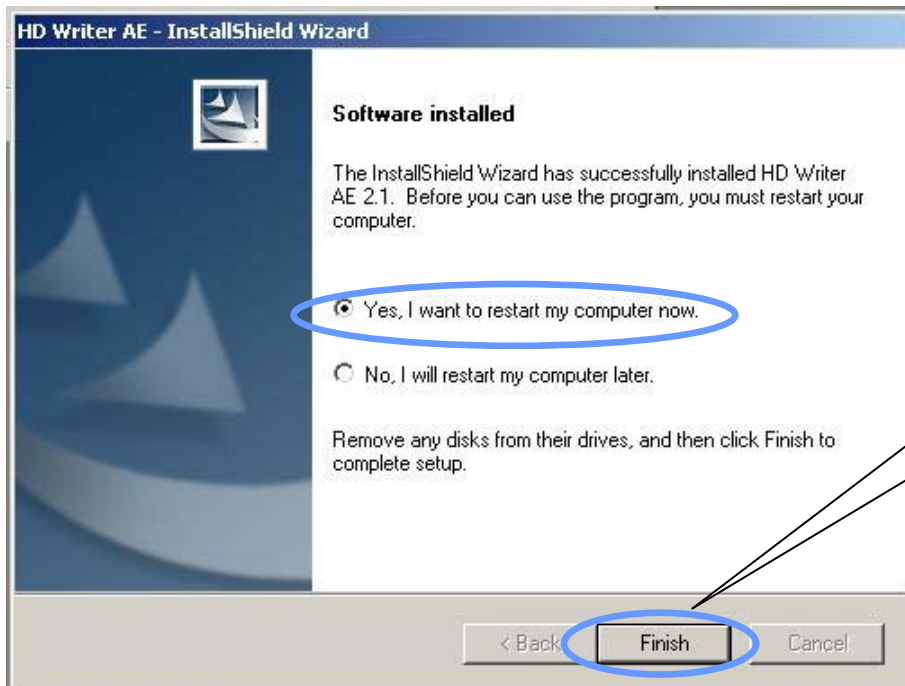 HD Writer AE - InstallShield Wizard
Software installed
The InstallShield Wizard has successfully installed HD Writer
AE 2.1.  Before you can use the program, you must restart your
computer.
Yes, I want to restart my computer now.
No, I will restart my computer later.
Remove any disks from their drives, and then click Finish to
complete setup.
< Back
Finish
Cancel